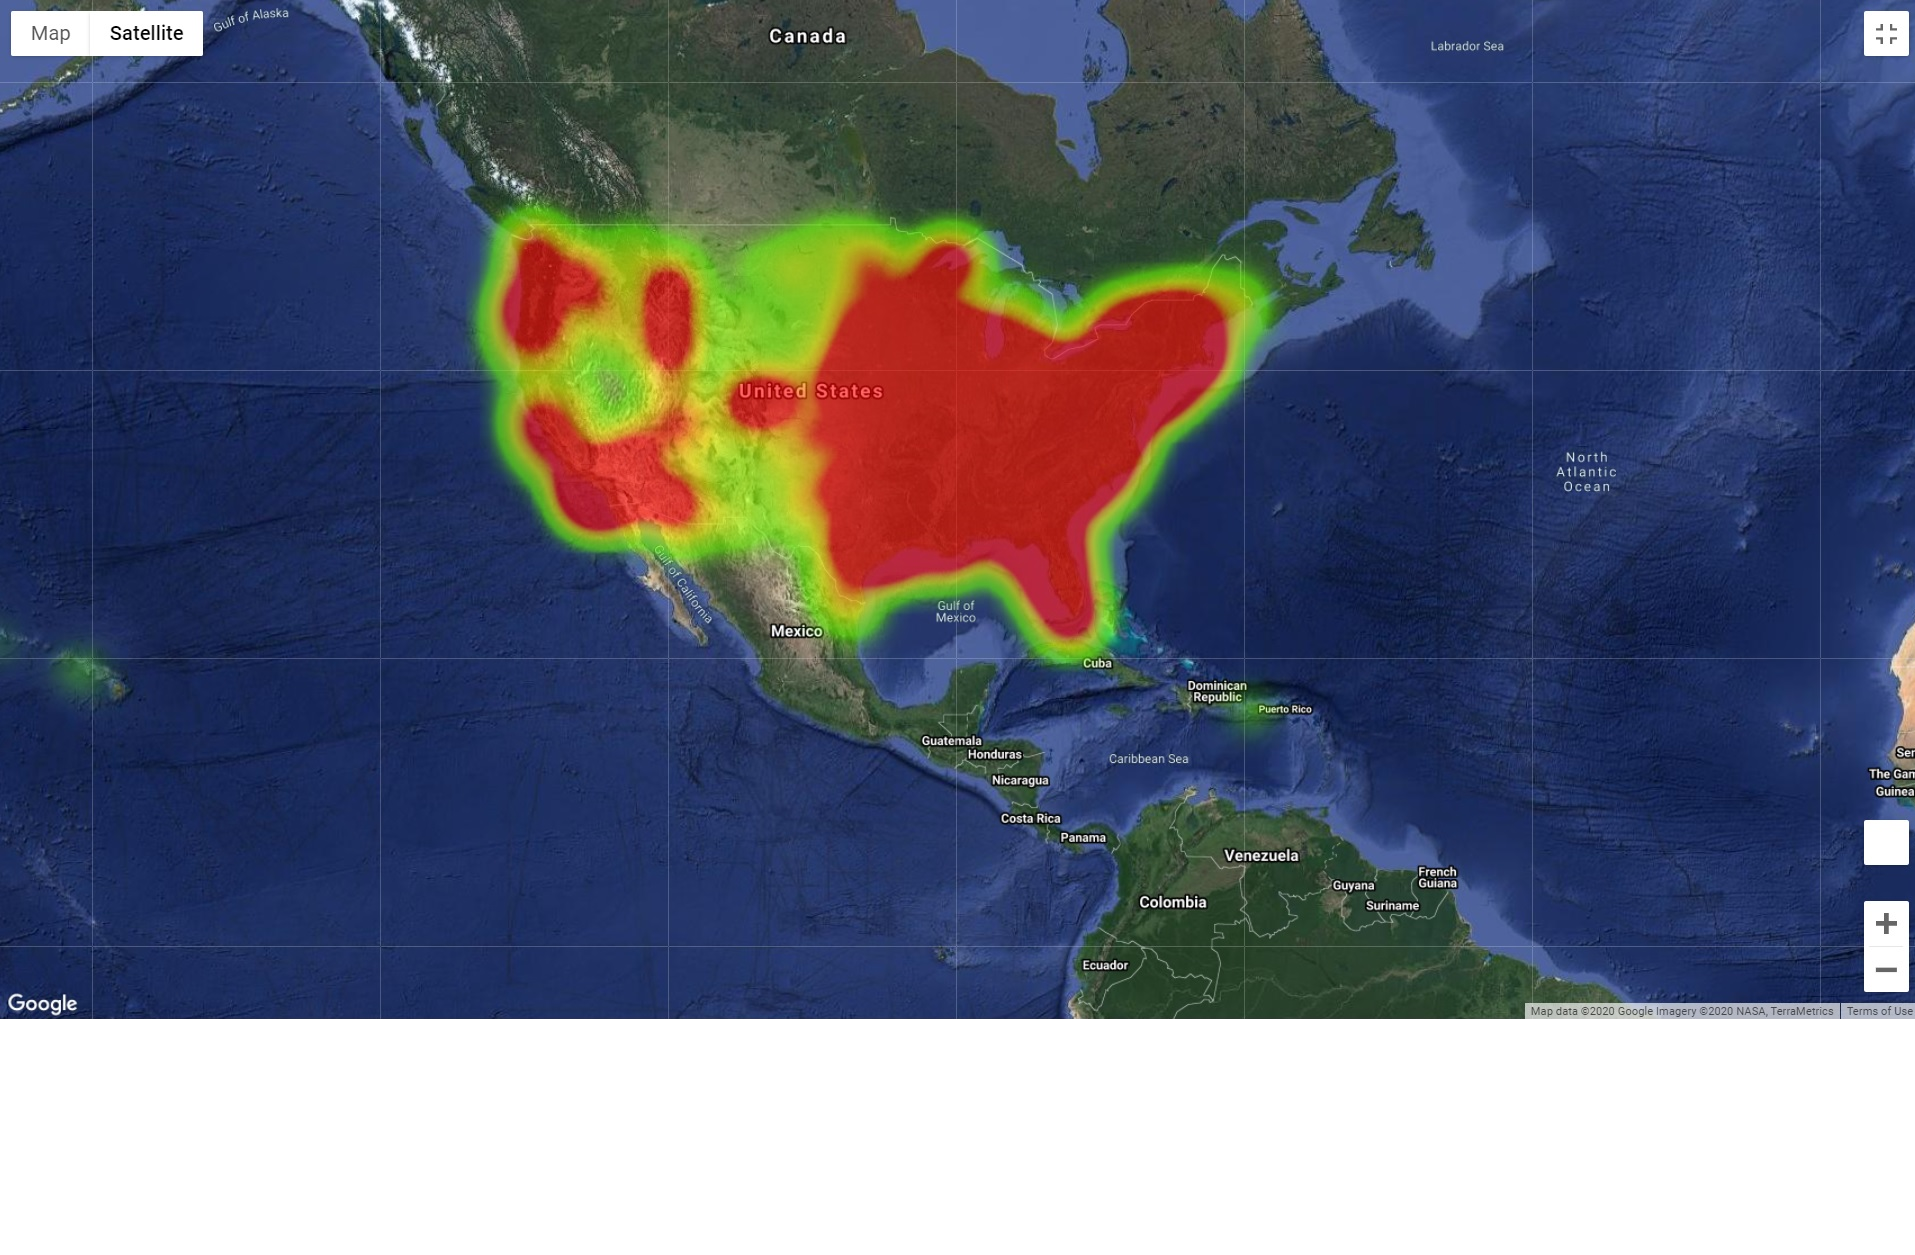 Map
Satellite
Gulf of Alaska
Canada
Labrador Sea
United States
North
Atlantic
Ocean
Gulf of California
Gulf of
Mexico
Mexico
Cuba
Dominican
Republic
Puerto Rico
Guatemala
Honduras
Caribbean Sea
Nicaragua
Costa Rica
Panama
Sen
The Gam
Guinea
Venezuela
French
Guiana
Guyana
Suriname
Colombia
Ecuador
Google
Map data ©2020 Google Imagery ©2020 NASA, TerraMetrics
Terms of Use